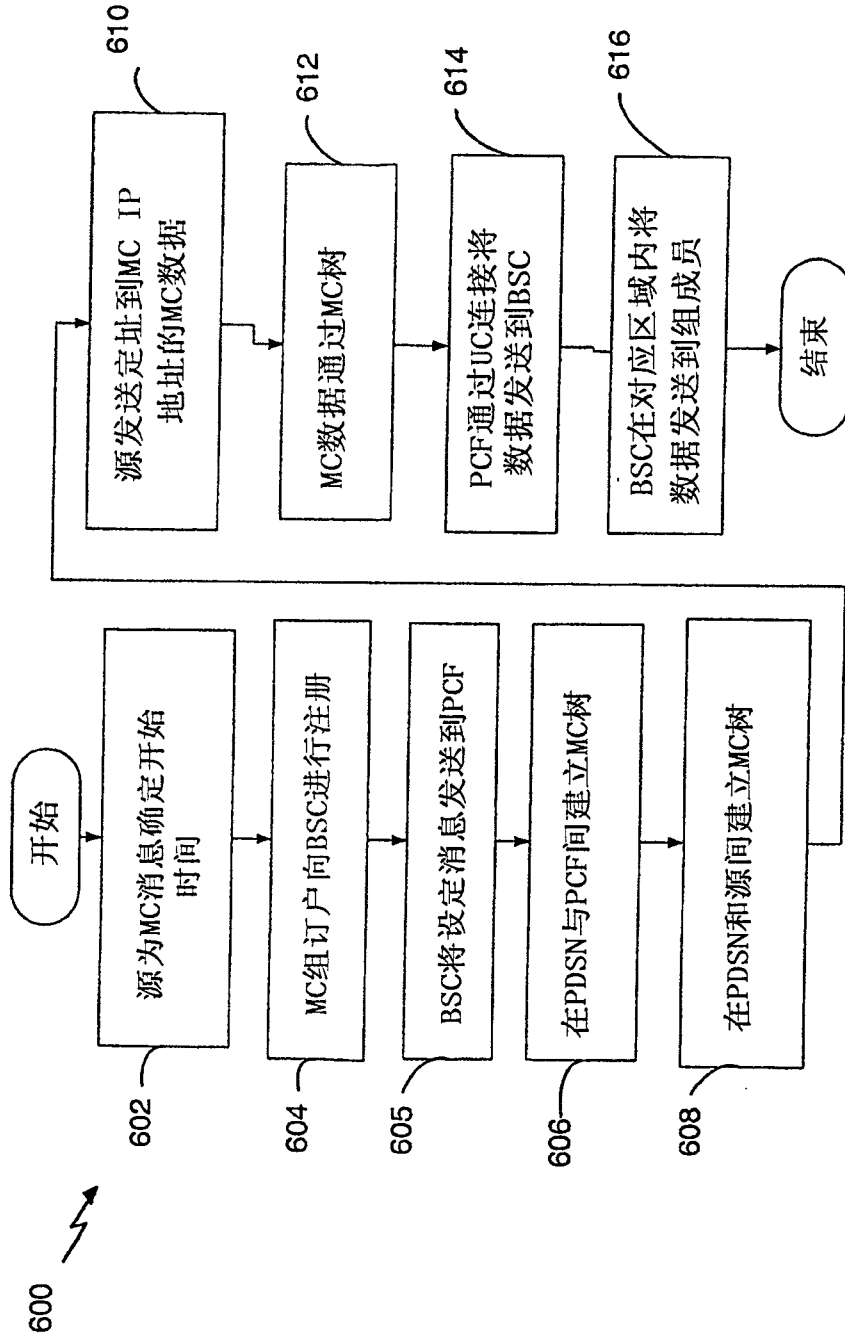 600
开始
602
源为MC消息确定开始
时间
604
MC组订户向BSC进行注册
605
BSC将设定消息发送到PCF
606
在PDSN与PCF间建立MC树
608
在PDSN和源间建立MC树
610
源发送定址到MC IP
地址的MC数据
612
MC数据通过MC树
614
PCF通过UC连接将
数据发送到BSC
616
BSC在对应区域内将
数据发送到组成员
结束